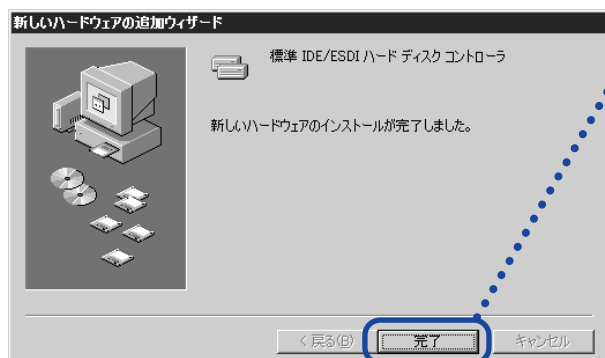 新しいハードウェアの追加ウィザード
標準 IDE/ESDI ハード ディスク コントローラ
新しいハードウェアのインストールが完了しました。
< 戻る(B) 完了 キャンセル